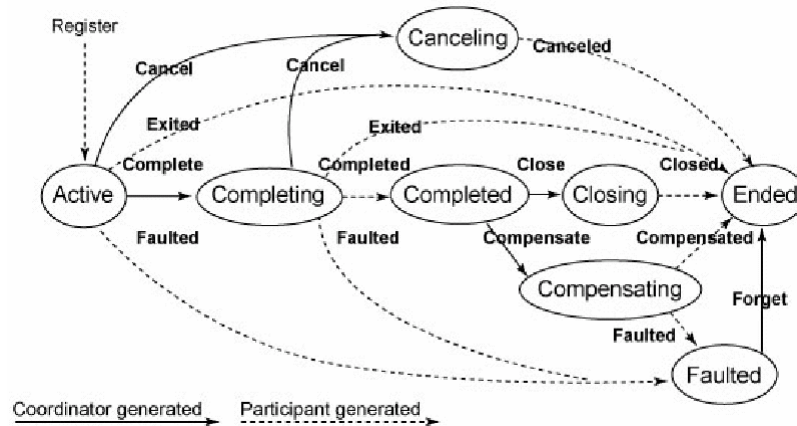 Register
Canceling
Canceled
Cancel
Cancel
Exited
Exited
Complete
Completed
Close
Closed
Active
Completing
Completed
Closing
Ended
Faulted
Faulted
Compensate
Compensated
Compensating
Forget
Faulted
Faulted
Coordinator generated
Participant generated